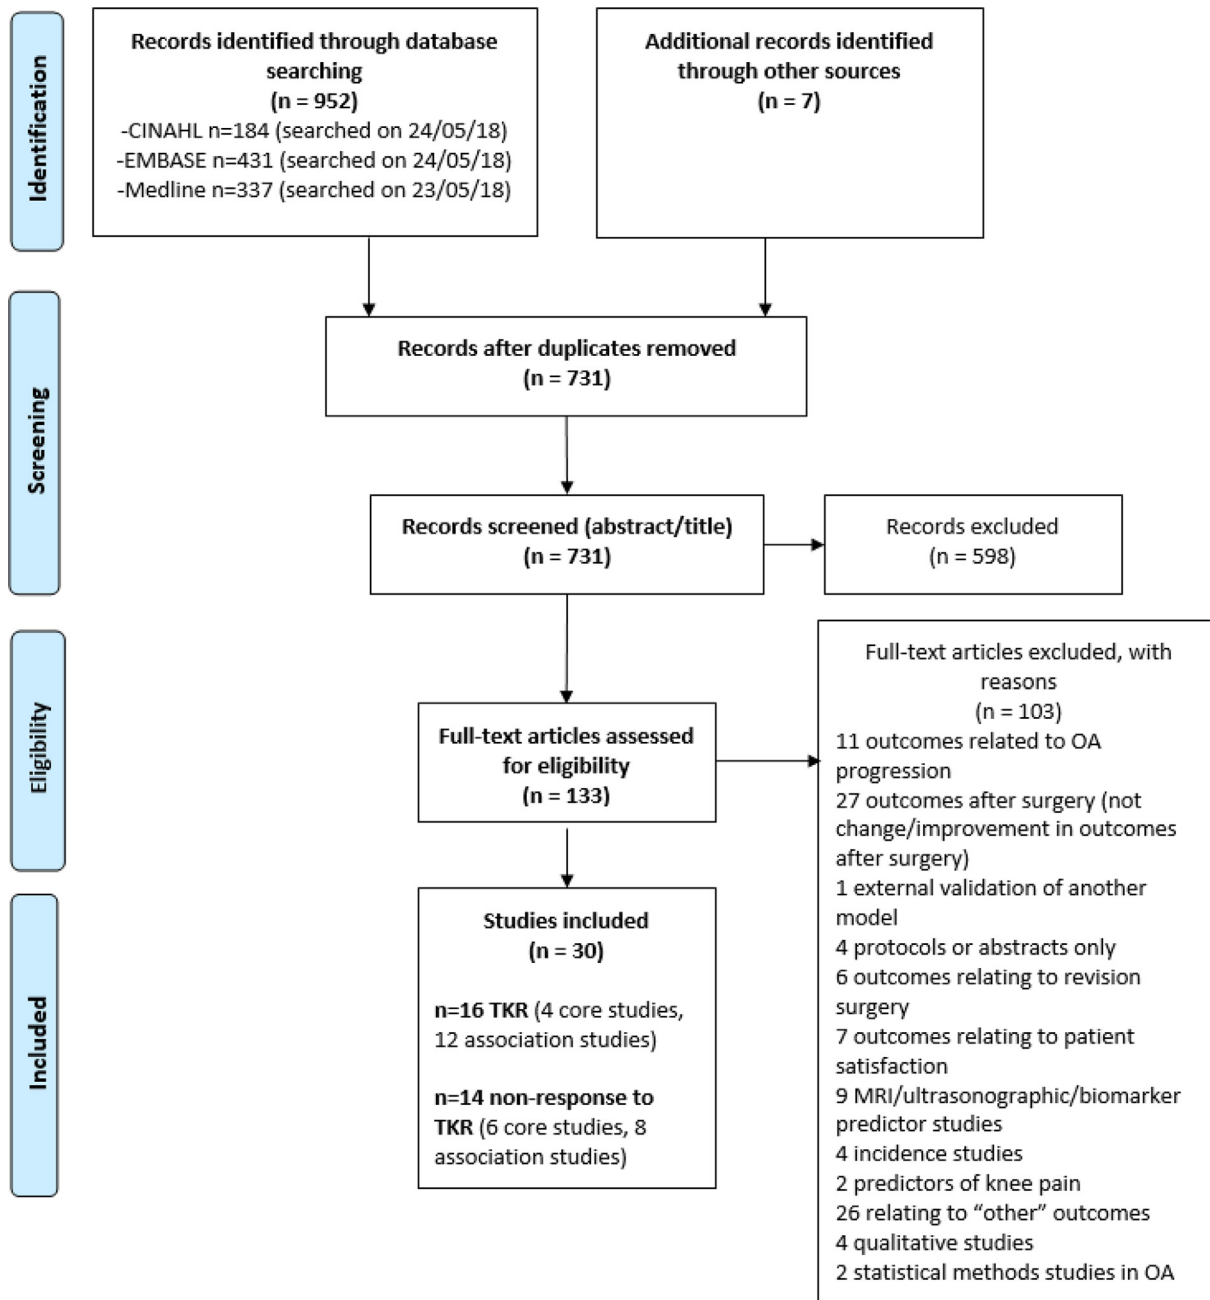 Identification
Records identified through database
searching
(n = 952)
-CINAHL n=184 (searched on 24/05/18)
-EMBASE n=431 (searched on 24/05/18)
-Medline n=337 (searched on 23/05/18)
Additional records identified
through other sources
(n = 7)
Screening
Records after duplicates removed
(n = 731)
Records screened (abstract/title)
(n = 731)
Records excluded
(n = 598)
Eligibility
Full-text articles assessed
for eligibility
(n = 133)
Full-text articles excluded, with
reasons
(n = 103)
11 outcomes related to OA
progression
27 outcomes after surgery (not
change/improvement in outcomes
after surgery)
1 external validation of another
model
4 protocols or abstracts only
6 outcomes relating to revision
surgery
7 outcomes relating to patient
satisfaction
9 MRI/ultrasonographic/biomarker
predictor studies
4 incidence studies
2 predictors of knee pain
26 relating to “other” outcomes
4 qualitative studies
2 statistical methods studies in OA
Included
Studies included
(n = 30)
n=16 TKR (4 core studies,
12 association studies)
n=14 non-response to
TKR (6 core studies, 8
association studies)